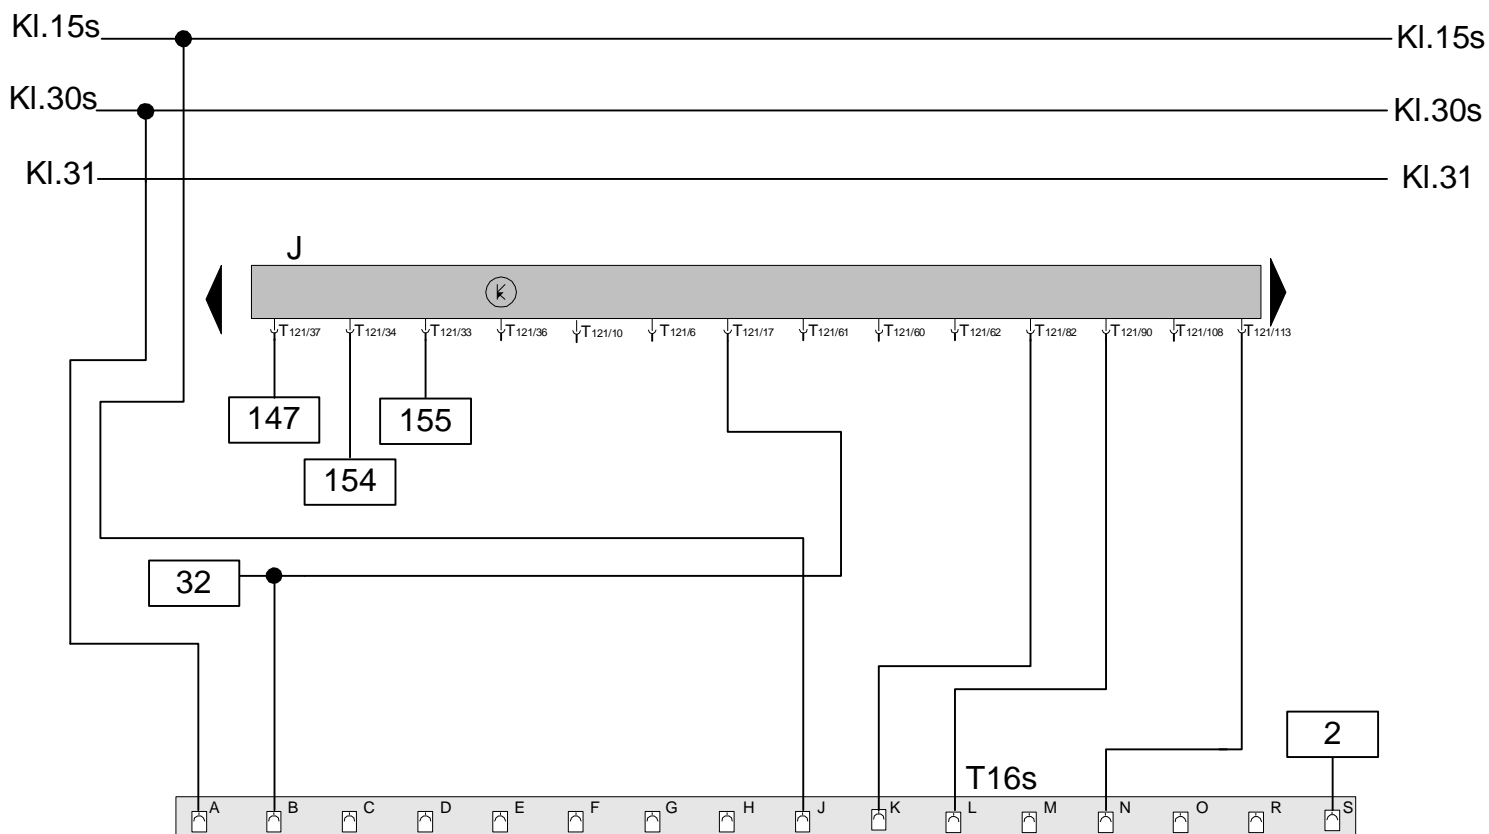 Kl.15s Kl.15s
Kl.30s Kl.30s
Kl.31 Kl.31
J
T121/37 T121/34 T121/33 T121/36 T121/10 T121/6 T121/17 T121/61 T121/60 T121/62 T121/82 T121/90 T121/108 T121/113
147 155
154
32
2
T16s
A B C D E F G H J K L M N O R S